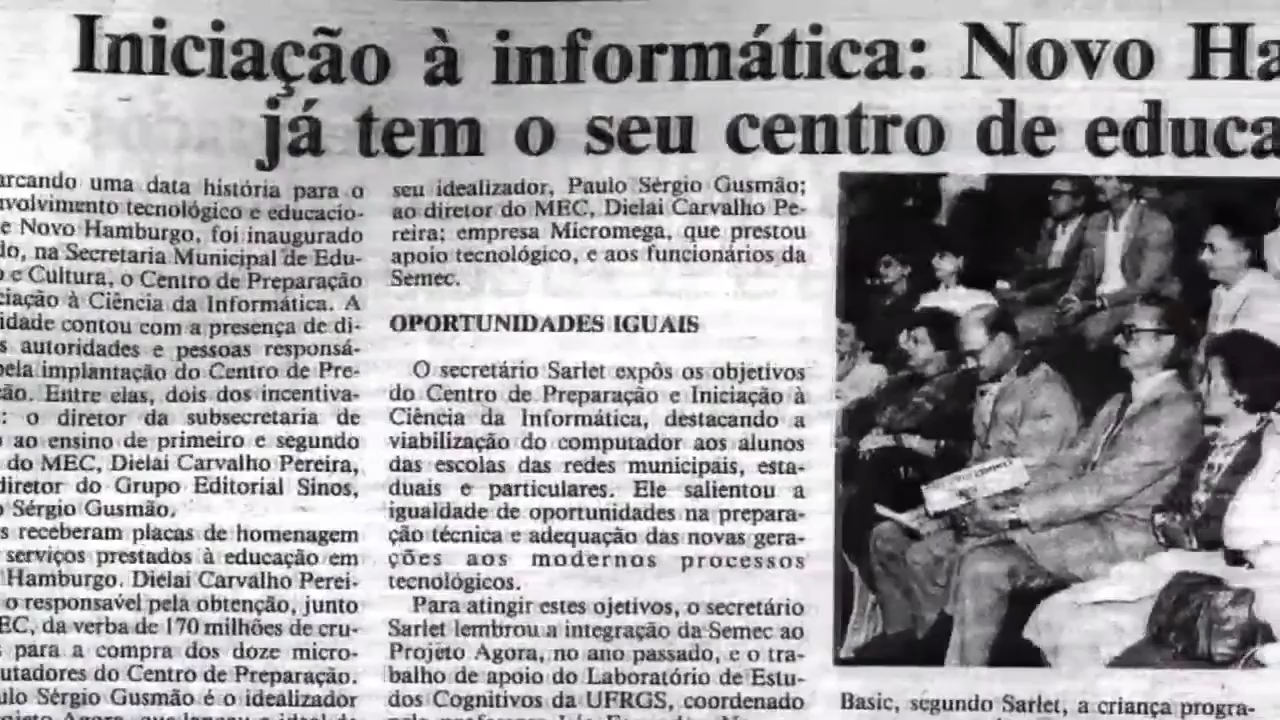 Iniciação à informática: Novo Ha
já tem o seu centro de educa
arcando uma data história para o
nvolvimento tecnológico e educacio-
e Novo Hamburgo, foi inaugurado
do, na Secretaria Municipal de Edu-
o e Cultura, o Centro de Preparação
ciação à Ciência da Informática. A
idade contou com a presença de di-
s autoridades e pessoas responsá-
pela implantação do Centro de Pre-
ão. Entre elas, dois dos incentiva-
: o diretor da subsecretaria de
o ao ensino de primeiro e segundo
do MEC, Dielai Carvalho Pereira,
diretor do Grupo Editorial Sinos,
o Sérgio Gusmão.
s receberam placas de homenagem
serviços prestados à educação em
Hamburgo. Dielai Carvalho Perei-
o responsável pela obtenção, junto
EC, da verba de 170 milhões de cru-
s para a compra dos doze micro-
utadores do Centro de Preparação.
ulo Sérgio Gusmão é o idealizador
seu idealizador, Paulo Sérgio Gusmão;
ao diretor do MEC, Dielai Carvalho Pe-
reira; empresa Micromega, que prestou
apoio tecnológico, e aos funcionários da
Semec.
OPORTUNIDADES IGUAIS
O secretário Sarlet expôs os objetivos
do Centro de Preparação e Iniciação à
Ciência da Informática, destacando a
viabilização do computador aos alunos
das escolas das redes municipais, esta-
duais e particulares. Ele salientou a
igualdade de oportunidades na prepara-
ção técnica e adequação das novas gera-
ções aos modernos processos
tecnológicos.
Para atingir estes ojetivos, o secretário
Sarlet lembrou a integração da Semec ao
Projeto Agora, no ano passado, e o tra-
balho de apoio do Laboratório de Estu-
dos Cognitivos da UFRGS, coordenado
Basic, segundo Sarlet, a criança progra-